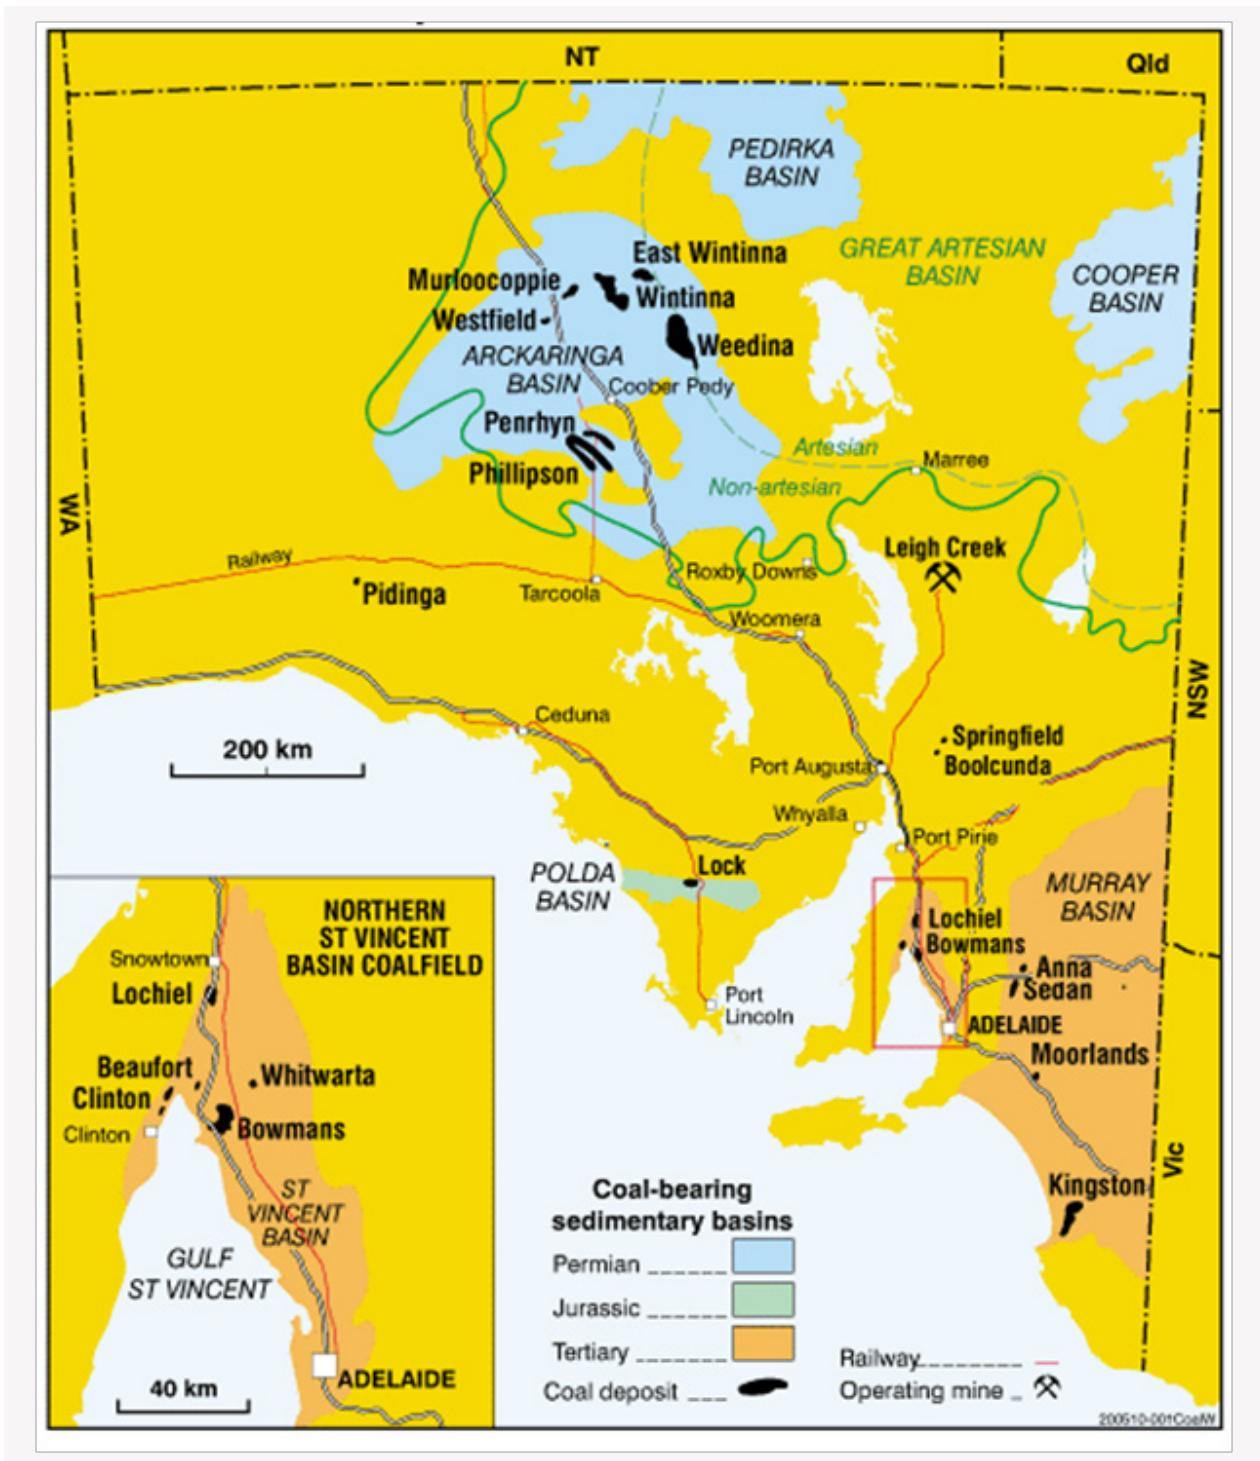 NT
Qld
PEDIRKA
BASIN
GREAT ARTESIAN
BASIN
COOPER
BASIN
East Wintinna
Murloocoppie
Wintinna
Westfield
Weedina
ARCKARINGA
BASIN
Coober Pedy
Penrhyn
Phillipson
Artesian
Non-artesian
Marree
WA
Leigh Creek
Railway
Roxby Downs
Pidinga
Tarcoola
Woomera
NSW
Ceduna
200 km
Springfield
Boolcunda
Port Augusta
Whyalla
Port Pirie
Lock
POLDA
BASIN
MURRAY
BASIN
Lochiel
Bowmans
Anna
Sedan
Port
Lincoln
ADELAIDE
Moorlands
Vic
Kingston
NORTHERN
ST VINCENT
BASIN COALFIELD
Snowtown
Lochiel
Beaufort
Whitwarta
Clinton
Clinton
Bowmans
ST
VINCENT
BASIN
GULF
ST VINCENT
ADELAIDE
40 km
Coal-bearing
sedimentary basins
Permian
Jurassic
Tertiary
Coal deposit
Railway
Operating mine
200510-001CoalW